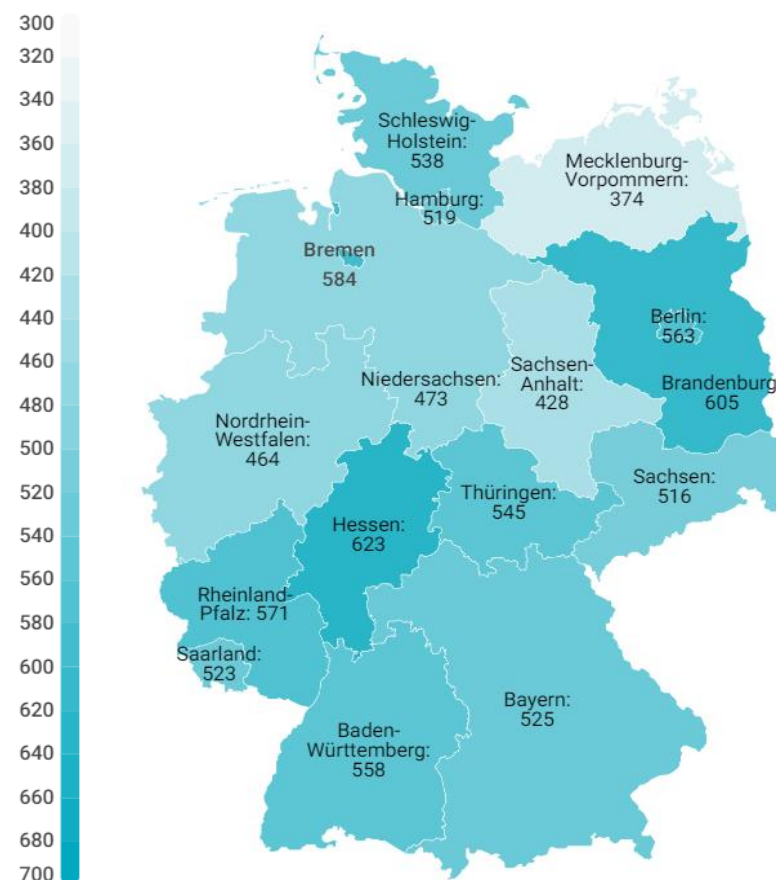 300
320
340
360
380
400
420
440
460
480
500
520
540
560
580
600
620
640
660
680
700
Schleswig-
Holstein:
538
Mecklenburg-
Vorpommern:
374
Hamburg:
519
Bremen
584
Berlin:
563
Brandenburg
605
Niedersachsen:
473
Sachsen-
Anhalt:
428
Nordrhein-
Westfalen:
464
Sachsen:
516
Thüringen:
545
Hessen:
623
Rheinland-
Pfalz: 571
Saarland:
523
Bayern:
525
Baden-
Württemberg:
558